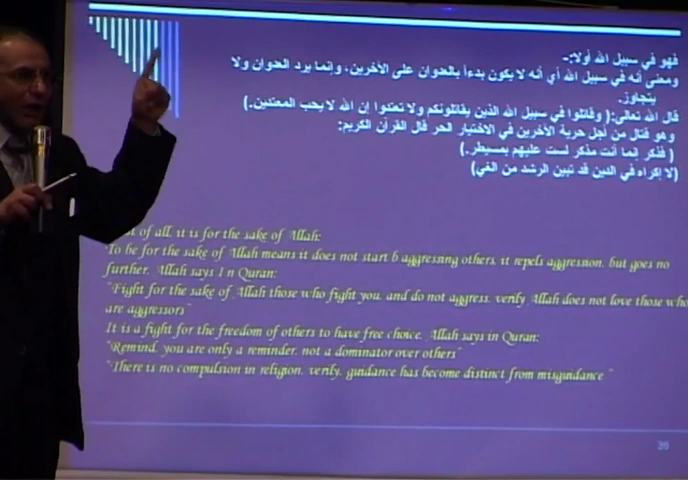 فهو في سبيل الله أولا:-
ومعنى أنه في سبيل الله أي أنه لا يكون بدءاً بالعدوان على الآخرين، وإنما يرد العدوان ولا
يتجاوز.
قال الله تعالى:( وقاتلوا في سبيل الله الذين يقاتلونكم ولا تعتدوا إن الله لا يحب المعتدين.)
وهو قتال من أجل حرية الآخرين في الاختيار الحر قال القرآن الكريم:
( فذكر إنما أنت مذكر لست عليهم بمسيطر.)
(لا إكراه في الدين قد تبين الرشد من الغي)
of all, it is for the sake of Allah:
To be for the sake of Allah means it does not start b aggressing others, it repels aggression, but goes no
further. Allah says I n Quran:
"Fight for the sake of Allah those who fight you, and do not aggress, verily Allah does not love those who
are aggressors"
It is a fight for the freedom of others to have free choice, Allah says in Quran:
"Remind, you are only a reminder, not a dominator over others"
"There is no compulsion in religion, verily, guidance has become distinct from misguidance "
20